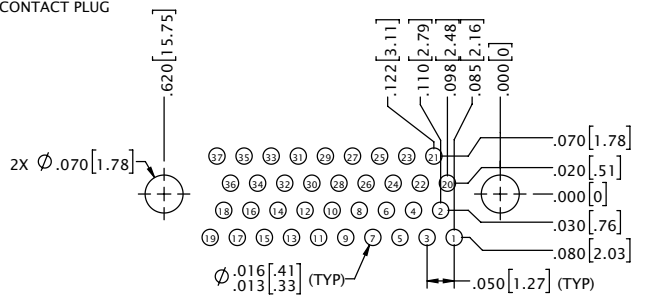 CONTACT PLUG
.620[15.75]
.122[3.11]
.110[2.79]
.098[2.48]
.085[2.16]
.000[0]
2X Ø.070[1.78]
37 35 33 31 29 27 25 23 21
.070[1.78]
36 34 32 30 28 26 24 22 20
.020[.51]
.000[0]
18 16 14 12 10 8 6 4 2
.030[.76]
19 17 15 13 11 9 7 5 3 1
.080[2.03]
Ø.016[.41]
.013[.33] (TYP)
.050[1.27] (TYP)